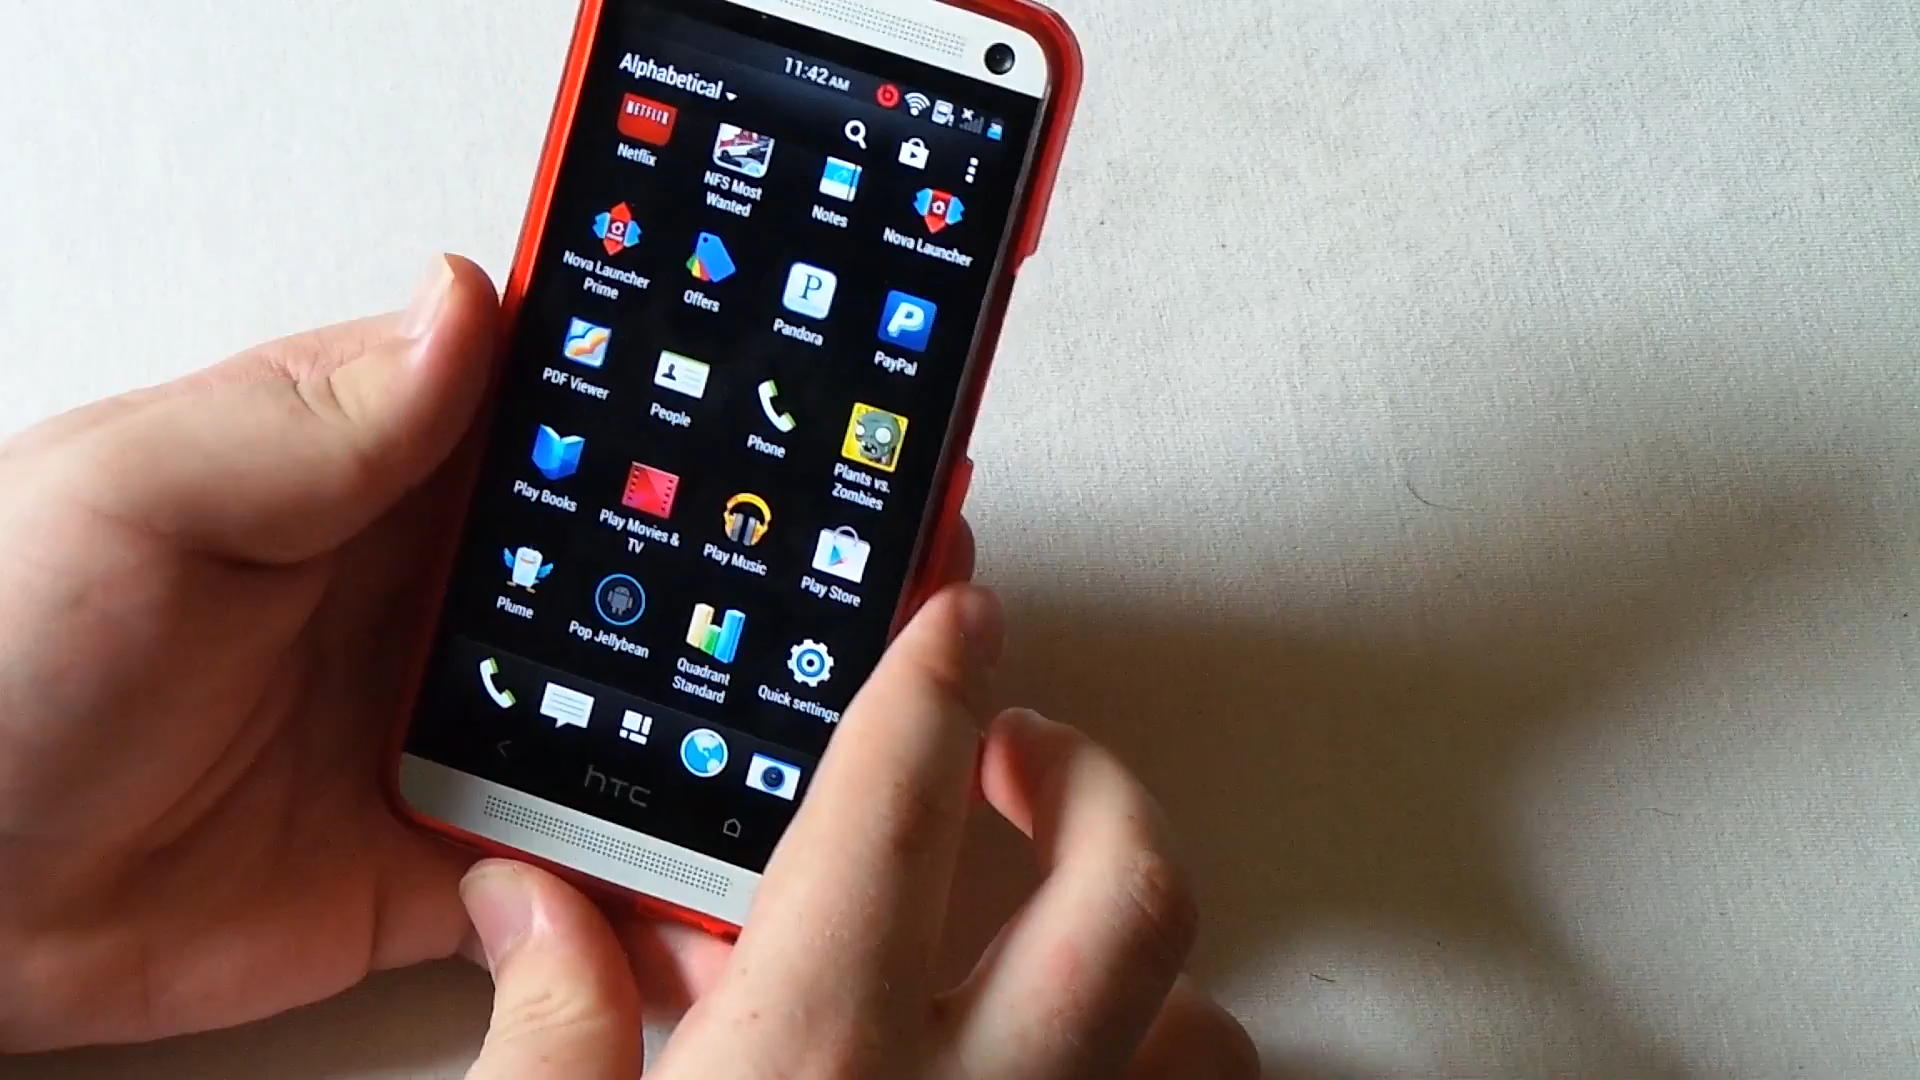 11:42 AM
Alphabetical
NETFLIX
Netflix
NFS Most
Wanted
Notes
Nova Launcher
Nova Launcher
Prime
Offers
P
Pandora
P
PayPal
PDF Viewer
People
Phone
Plants vs.
Zombies
Play Books
Play Movies &
TV
Play Music
Play Store
Plume
Pop Jellybean
Quadrant
Standard
Quick settings
hTC